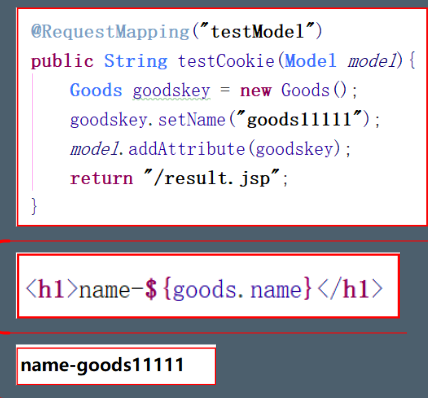 @RequestMapping("testModel")
public String testCookie(Model model){
Goods goodskey = new Goods();
goodskey.setName("goods11111");
model.addAttribute(goodskey);
return "/result.jsp";
}
<h1>name-${goods.name}</h1>
name-goods11111